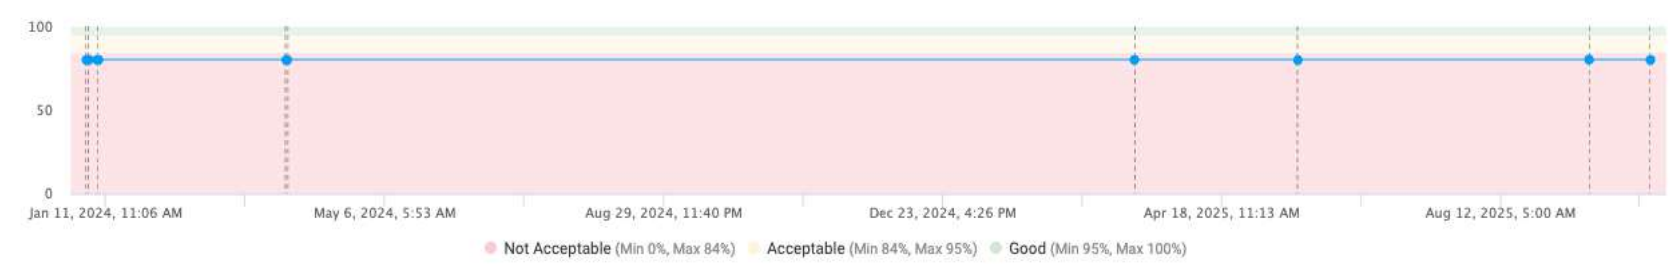 100
50
0
Jan 11, 2024, 11:06 AM May 6, 2024, 5:53 AM Aug 29, 2024, 11:40 PM Dec 23, 2024, 4:26 PM Apr 18, 2025, 11:13 AM Aug 12, 2025, 5:00 AM
Not Acceptable (Min 0%, Max 84%) Acceptable (Min 84%, Max 95%) Good (Min 95%, Max 100%)